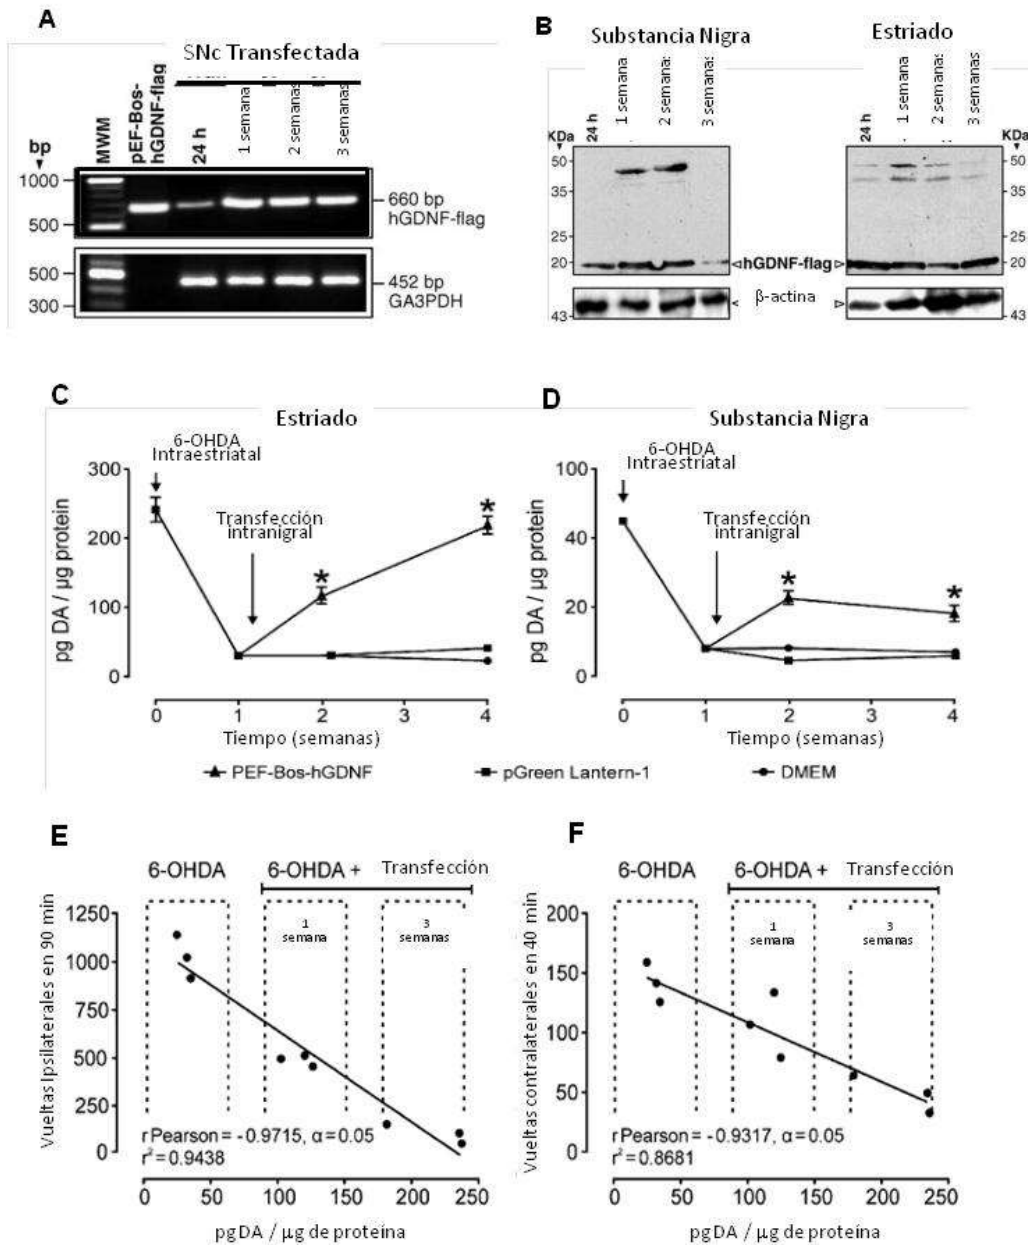 A
SNc Transfectada
MWM
pEF-Bos-
hGDNF-flag
24 h
1 semana
2 semanas
3 semanas
bp
1000
500
660 bp
hGDNF-flag
500
300
452 bp
GA3PDH
B
Substancia Nigra
Estriado
24 h
1 semana
2 semanas
3 semanas
24 h
1 semana
2 semanas
3 semanas
KDa
50
35
25
20
43
hGDNF-flag
β-actina
KDa
50
35
25
20
43
C
Estriado
6-OHDA
Intraestriatal
Transfección
intranigral
pg DA / µg protein
300
200
100
0
0 1 2 3 4
Tiempo (semanas)
D
Substancia Nigra
6-OHDA
Intraestriatal
Transfección
intranigral
pg DA / µg protein
100
40
20
0
0 1 2 3 4
Tiempo (semanas)
PEF-Bos-hGDNF
pGreen Lantern-1
DMEM
E
6-OHDA
6-OHDA + Transfección
1
semana
3
semanas
Vueltas Ipsilaterales en 90 min
1250
1000
750
500
250
0
r Pearson = -0.9715, α = 0.05
r² = 0.9438
0 50 100 150 200 250
pg DA / µg de proteína
F
6-OHDA
6-OHDA + Transfección
1
semana
3
semanas
Vueltas contralaterales en 40 min
200
150
100
50
0
r Pearson = -0.9317, α = 0.05
r² = 0.8681
0 50 100 150 200 250
pg DA / µg de proteína